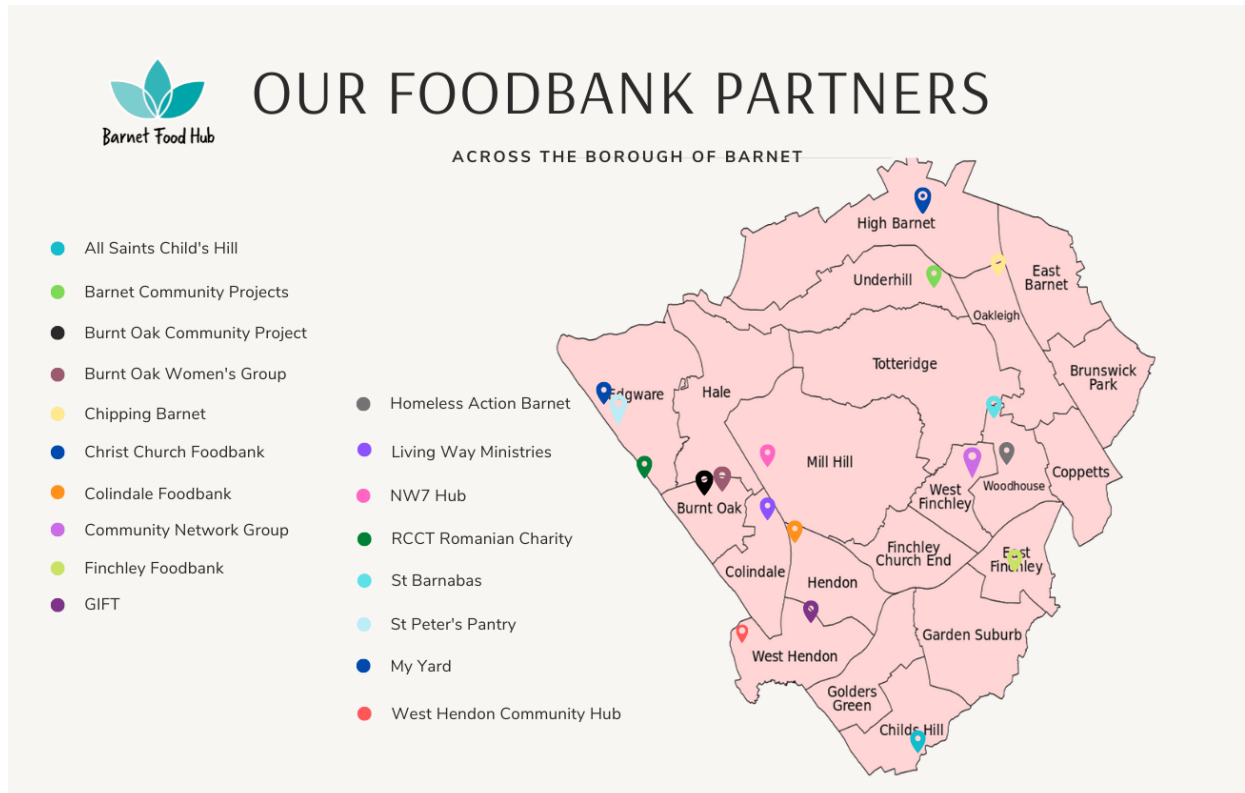 Barnet Food Hub
OUR FOODBANK PARTNERS
ACROSS THE BOROUGH OF BARNET
All Saints Child's Hill
Barnet Community Projects
Burnt Oak Community Project
Burnt Oak Women's Group
Chipping Barnet
Christ Church Foodbank
Colindale Foodbank
Community Network Group
Finchley Foodbank
GIFT
Homeless Action Barnet
Living Way Ministries
NW7 Hub
RCCT Romanian Charity
St Barnabas
St Peter's Pantry
My Yard
West Hendon Community Hub
High Barnet
Underhill
East
Barnet
Oakleigh
Totteridge
Brunswick
Park
Edgware
Hale
Mill Hill
Coppetts
Woodhouse
West
Finchley
Burnt Oak
Finchley
Church End
East
Finchley
Colindale
Hendon
Garden Suburb
West Hendon
Golders
Green
Childs Hill